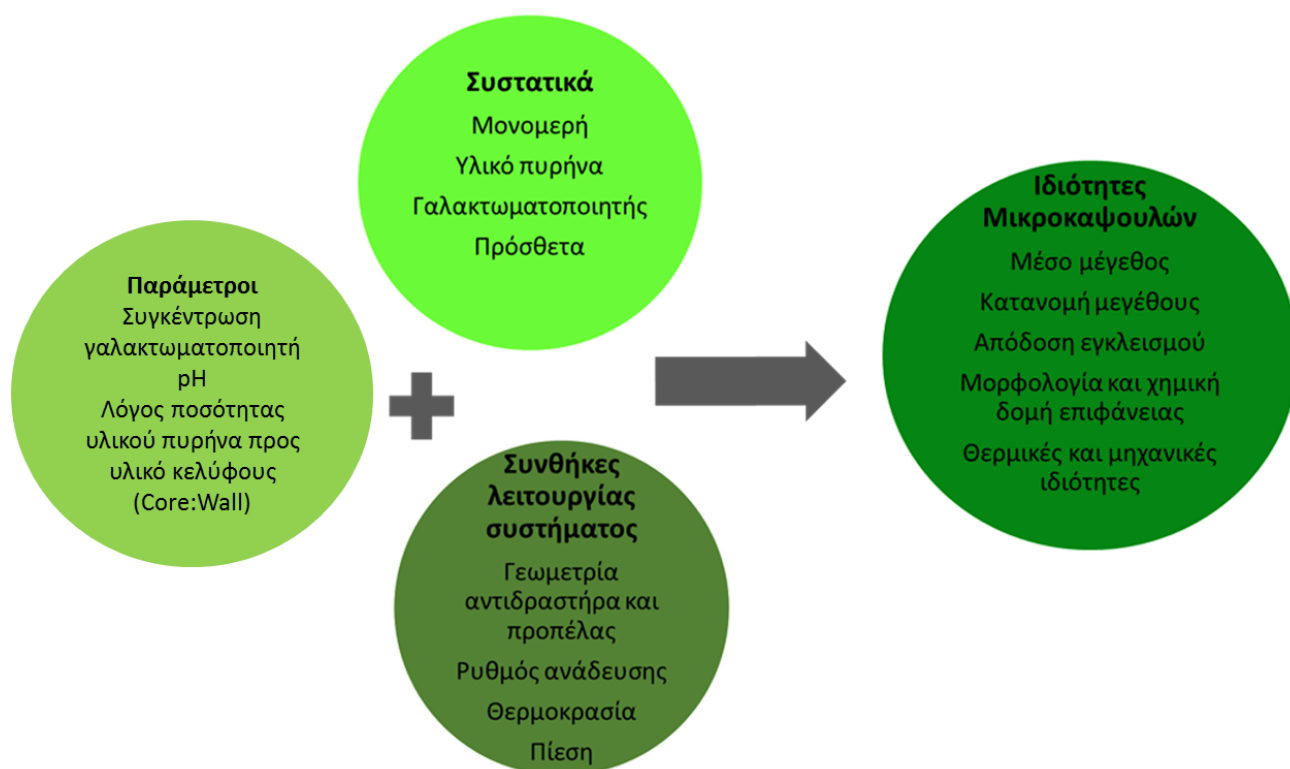 Συστατικά
Μονομερή
Υλικό πυρήνα
Γαλακτωματοποιητής
Πρόσθετα
Παράμετροι
Συγκέντρωση
γαλακτωματοποιητή
pH
Λόγος ποσότητας
υλικού πυρήνα προς
υλικό κελύφους
(Core:Wall)
Συνθήκες
λειτουργίας
συστήματος
Γεωμετρία
αντιδραστήρα και
προπέλας
Ρυθμός ανάδευσης
Θερμοκρασία
Πίεση
Ιδιότητες
Μικροκαψουλών
Μέσο μέγεθος
Κατανομή μεγέθους
Απόδοση εγκλεισμού
Μορφολογία και χημική
δομή επιφάνειας
Θερμικές και μηχανικές
ιδιότητες